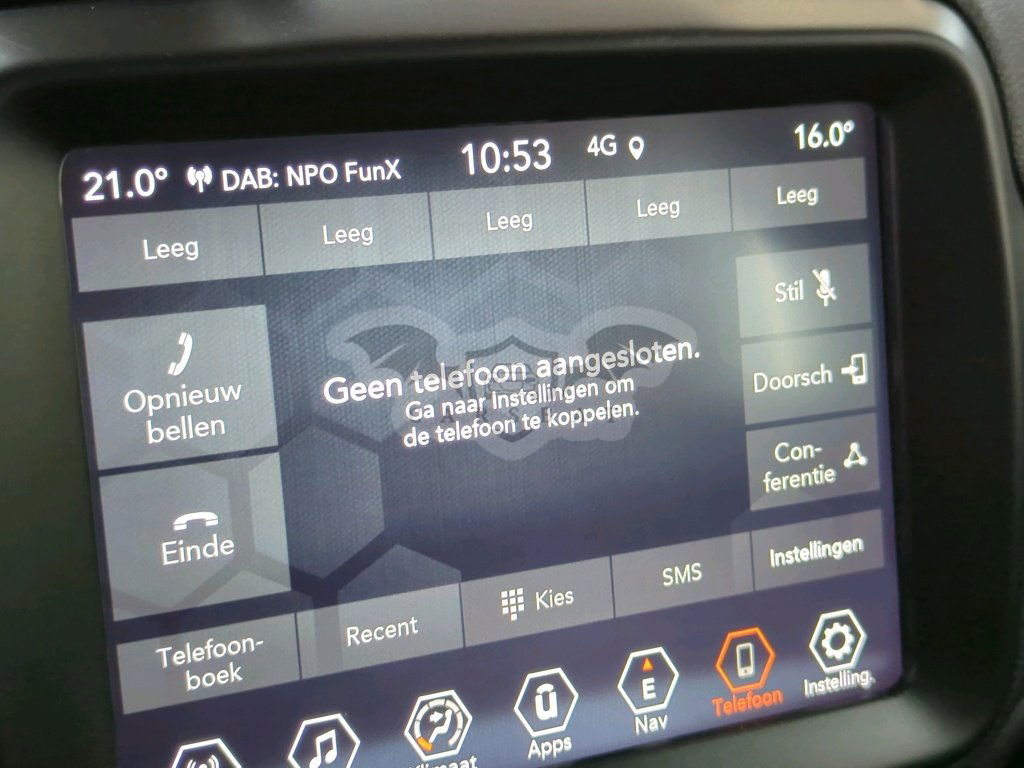 21.0° DAB: NPO FunX 10:53 4G 16.0°
Leeg Leeg Leeg Leeg Leeg
Opnieuw
bellen
Einde
Geen telefoon aangesloten.
Ga naar Instellingen om
de telefoon te koppelen.
Stil
Doorsch
Con-
ferentie
Telefoon-
boek
Recent
Kies
SMS
Instellingen
Apps
E
Nav
Telefoon
Instelling.